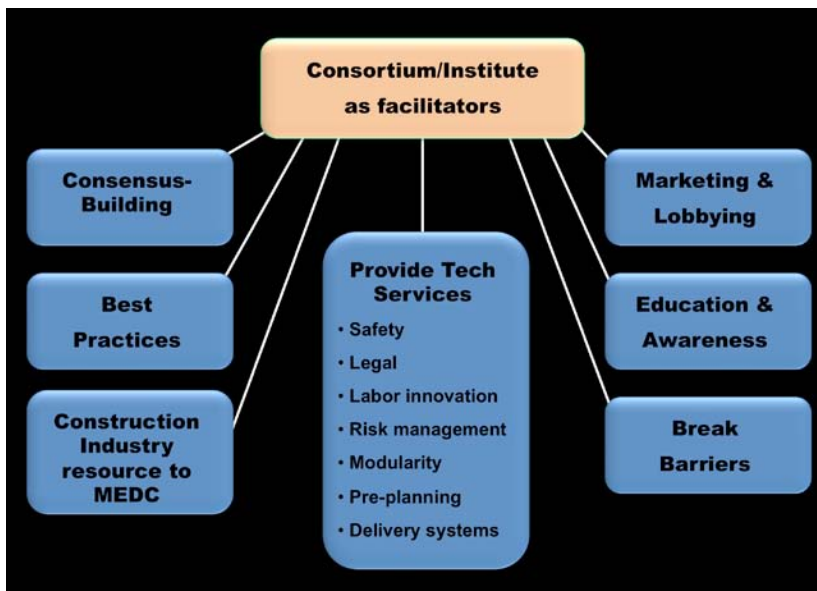 Consortium/Institute
as facilitators
Consensus-
Building
Best
Practices
Construction
Industry
resource to
MEDC
Provide Tech
Services
• Safety
• Legal
• Labor innovation
• Risk management
• Modularity
• Pre-planning
• Delivery systems
Marketing &
Lobbying
Education &
Awareness
Break
Barriers